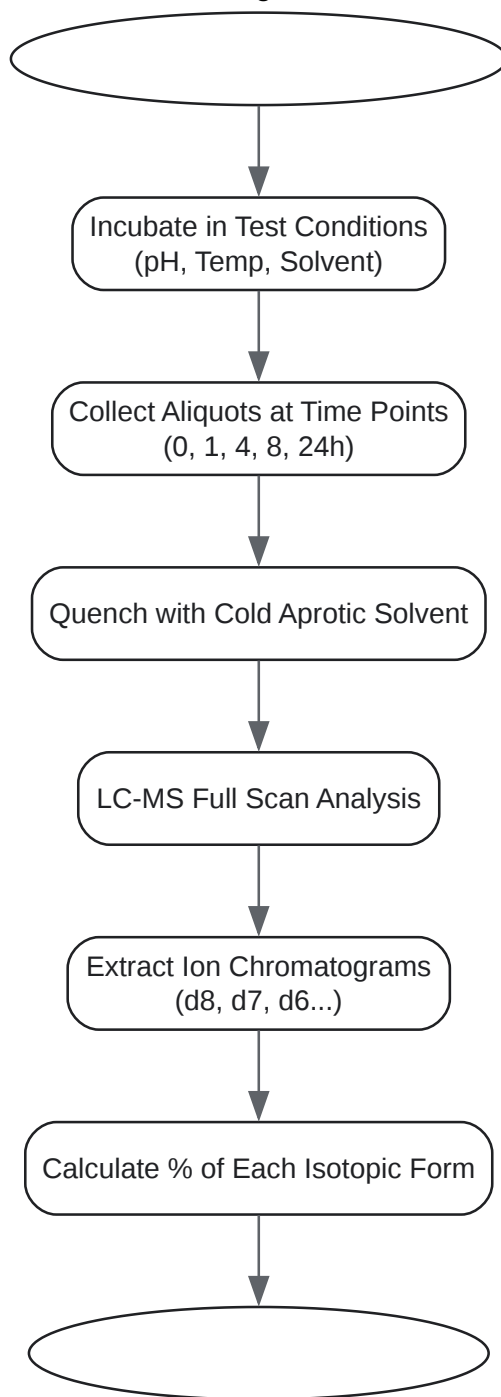 Incubate in Test Conditions
(pH, Temp, Solvent)
Collect Aliquots at Time Points
(0, 1, 4, 8, 24h)
Quench with Cold Aprotic Solvent
LC-MS Full Scan Analysis
Extract Ion Chromatograms
(d8, d7, d6...)
Calculate % of Each Isotopic Form